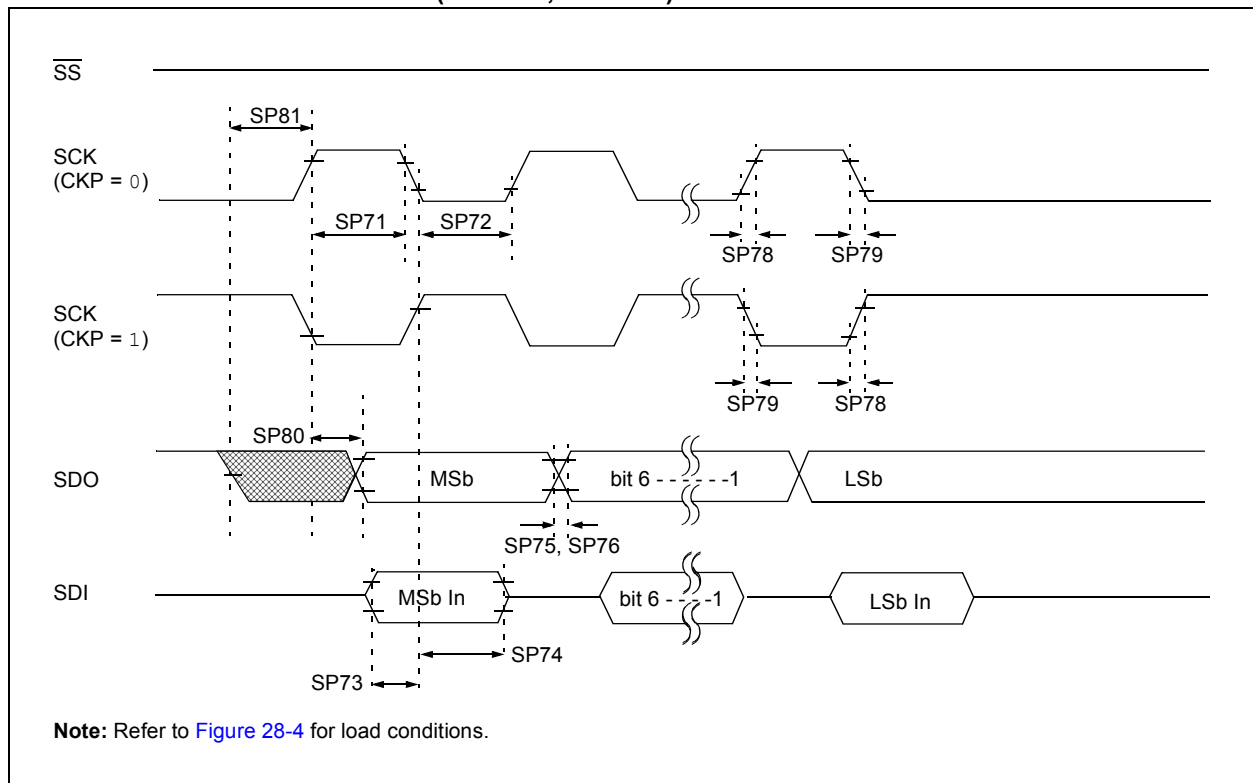 SS
SP81
SCK
(CKP = 0)
SP71
SP72
SP78
SP79
SCK
(CKP = 1)
SP79
SP78
SP80
SDO
MSb
bit 6 - - - - - -1
LSb
SP75, SP76
SDI
MSb In
bit 6 - - - -1
LSb In
SP74
SP73
Note: Refer to Figure 28-4 for load conditions.